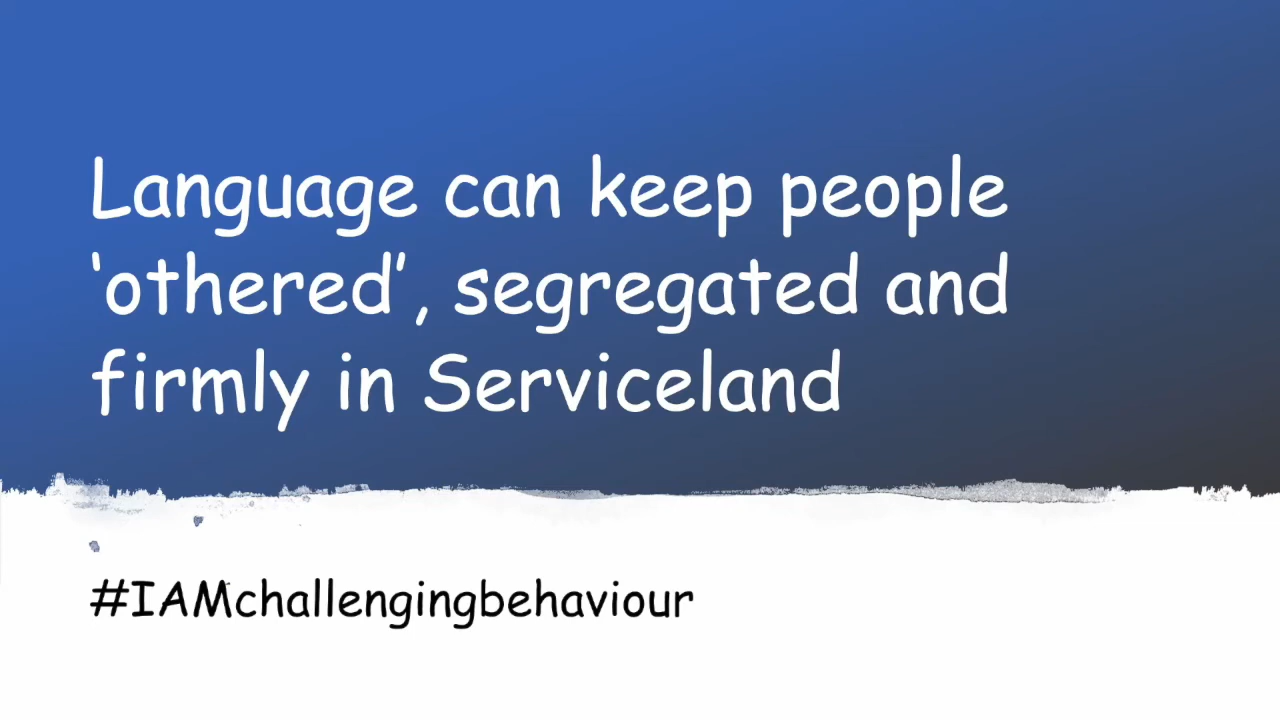 Language can keep people
‘othered’, segregated and
firmly in Serviceland
#IAMchallengingbehaviour